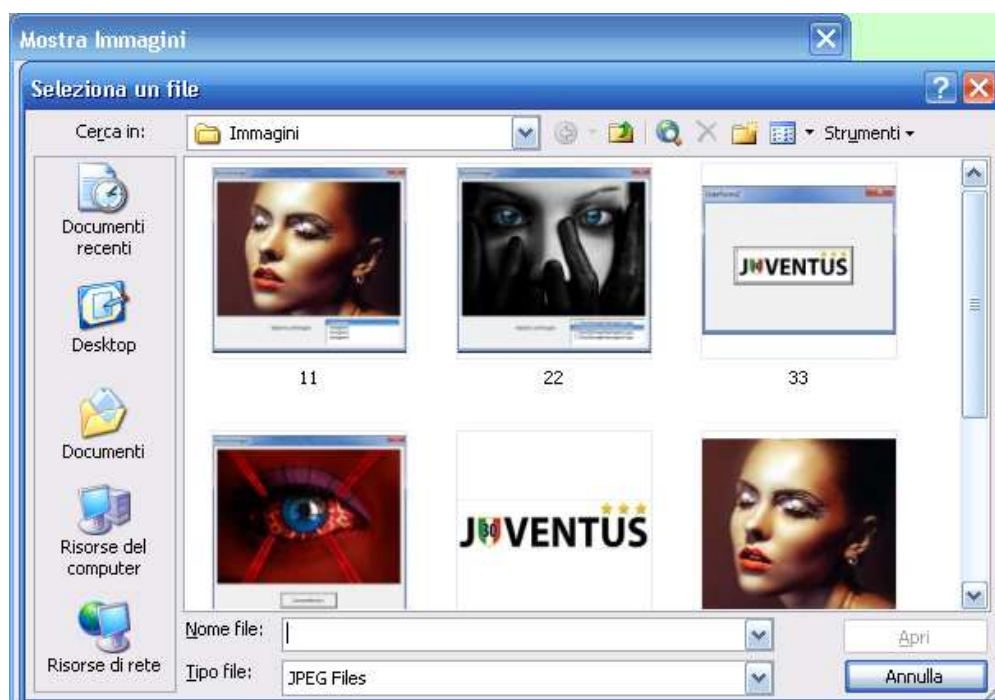 Mostra Immagini
Seleziona un file
Cerca in:
Immagini
Strumenti
Documenti
recenti
Desktop
Documenti
Risorse del
computer
Risorse di rete
JUVENTUS
11
22
33
30
JUVENTUS
Nome file:
Apri
Tipo file:
JPEG Files
Annulla